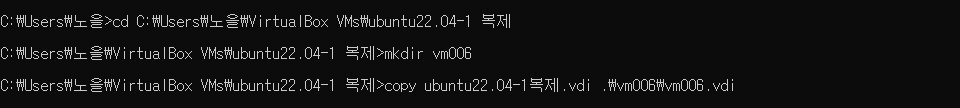 C:₩Users₩노을>cd C:₩Users₩노을₩VirtualBox VMs₩ubuntu22.04-1 복제
C:₩Users₩노을₩VirtualBox VMs₩ubuntu22.04-1 복제>mkdir vm006
C:₩Users₩노을₩VirtualBox VMs₩ubuntu22.04-1 복제>copy ubuntu22.04-1복제.vdi .₩vm006₩vm006.vdi